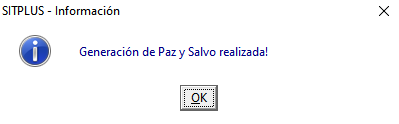 SITPLUS - Información
Generación de Paz y Salvo realizada!
OK